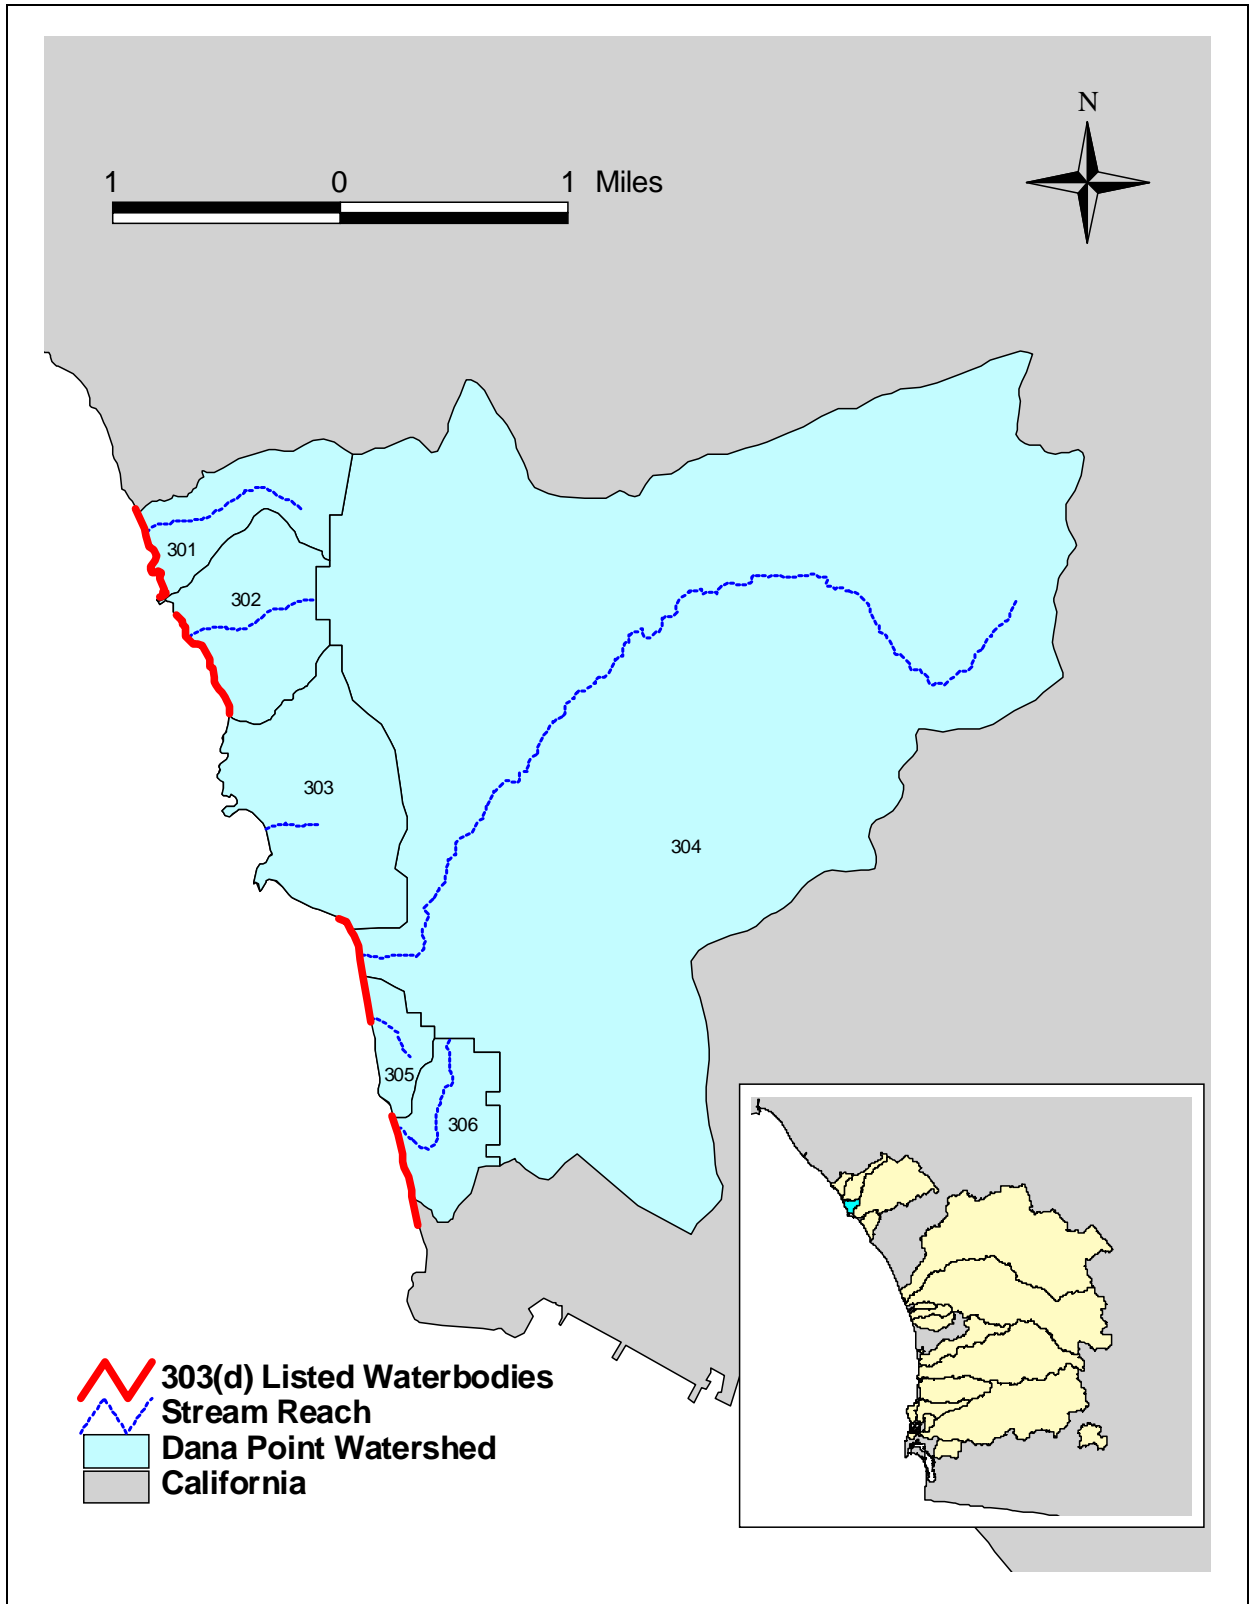 N
1 0 1 Miles
301
302
303
304
305
306
303(d) Listed Waterbodies
Stream Reach
Dana Point Watershed
California